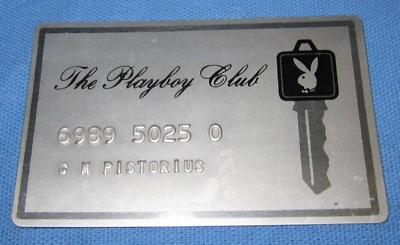 The Playboy Club
6989 5025 0
G M PISTORIUS